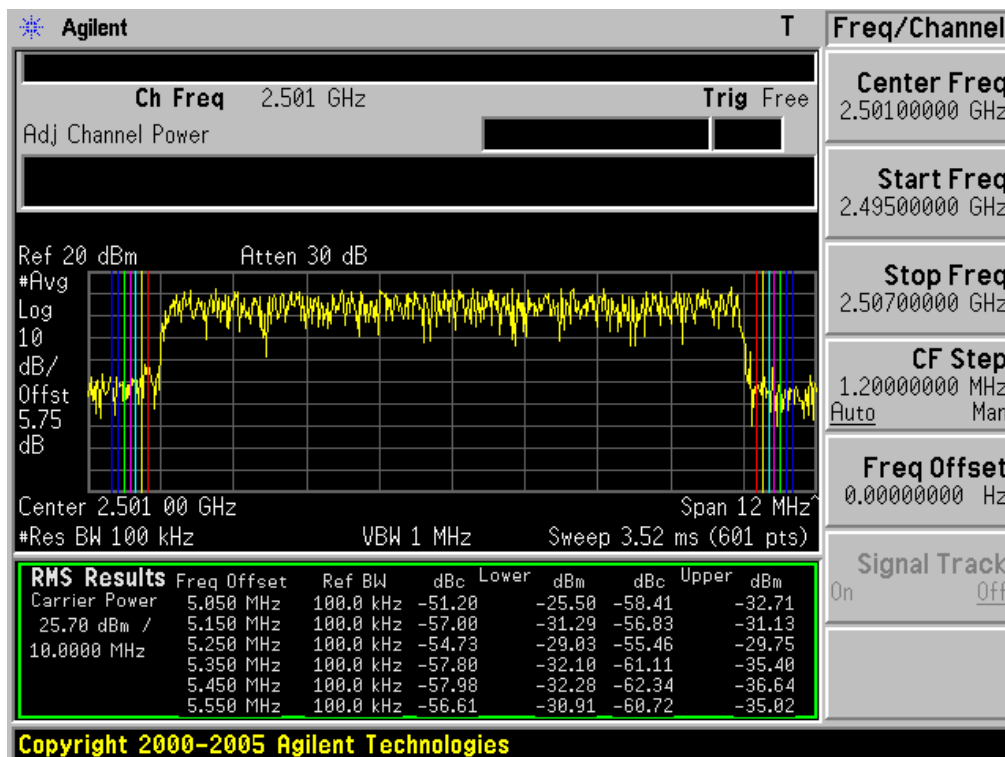 Agilent T
Freq/Channel
Ch Freq 2.501 GHz Trig Free
Adj Channel Power
Center Freq
2.50100000 GHz
Start Freq
2.49500000 GHz
Stop Freq
2.50700000 GHz
CF Step
1.20000000 MHz
Auto Man
Freq Offset
0.00000000 Hz
Signal Track
On Off
Ref 20 dBm Atten 30 dB
#Avg
Log
10
dB/
Offst
5.75
dB
Center 2.501 00 GHz Span 12 MHz^
#Res BW 100 kHz VBW 1 MHz Sweep 3.52 ms (601 pts)
RMS Results Freq Offset Ref BW dBc Lower dBm dBc Upper dBm
Carrier Power 5.050 MHz 100.0 kHz -51.20 -25.50 -58.41 -32.71
25.70 dBm / 5.150 MHz 100.0 kHz -57.00 -31.29 -56.83 -31.13
10.0000 MHz 5.250 MHz 100.0 kHz -54.73 -29.03 -55.46 -29.75
5.350 MHz 100.0 kHz -57.80 -32.10 -61.11 -35.40
5.450 MHz 100.0 kHz -57.98 -32.28 -62.34 -36.64
5.550 MHz 100.0 kHz -56.61 -30.91 -60.72 -35.02
Copyright 2000-2005 Agilent Technologies